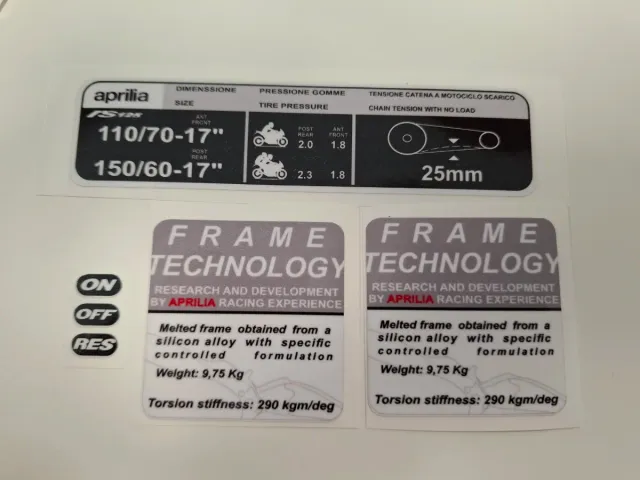 aprilia
DIMENSSIONE
SIZE
PRESSIONE GOMME
TIRE PRESSURE
TENSIONE CATENA A MOTOCICLO SCARICO
CHAIN TENSION WITH NO LOAD
RS125
ANT
FRONT
110/70-17"
POST
REAR
150/60-17"
POST ANT
REAR FRONT
2.0 1.8
2.3 1.8
25mm
ON
OFF
RES
FRAME
TECHNOLOGY
RESEARCH AND DEVELOPMENT
BY APRILIA RACING EXPERIENCE
Melted frame obtained from a
silicon alloy with specific
controlled formulation
Weight: 9,75 Kg
Torsion stiffness: 290 kgm/deg
FRAME
TECHNOLOGY
RESEARCH AND DEVELOPMENT
BY APRILIA RACING EXPERIENCE
Melted frame obtained from a
silicon alloy with specific
controlled formulation
Weight: 9,75 Kg
Torsion stiffness: 290 kgm/deg